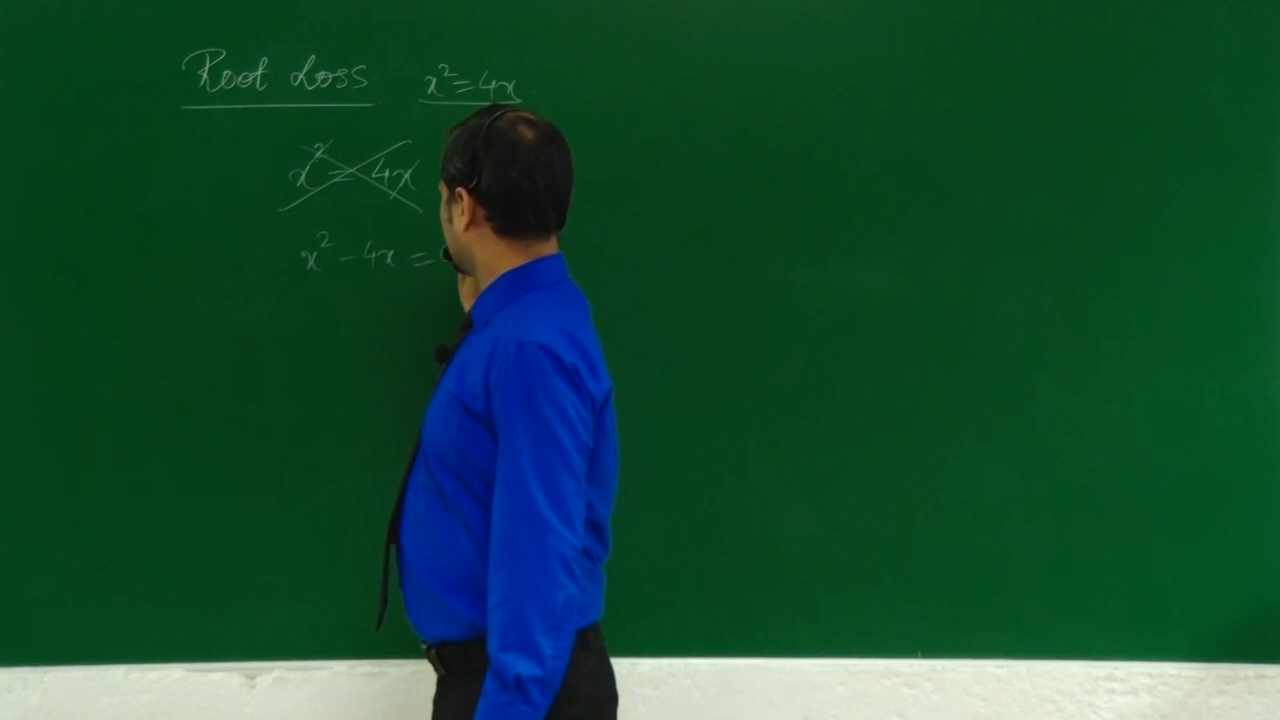 Root Loss x² = 4x
x² = 4x
x² - 4x =